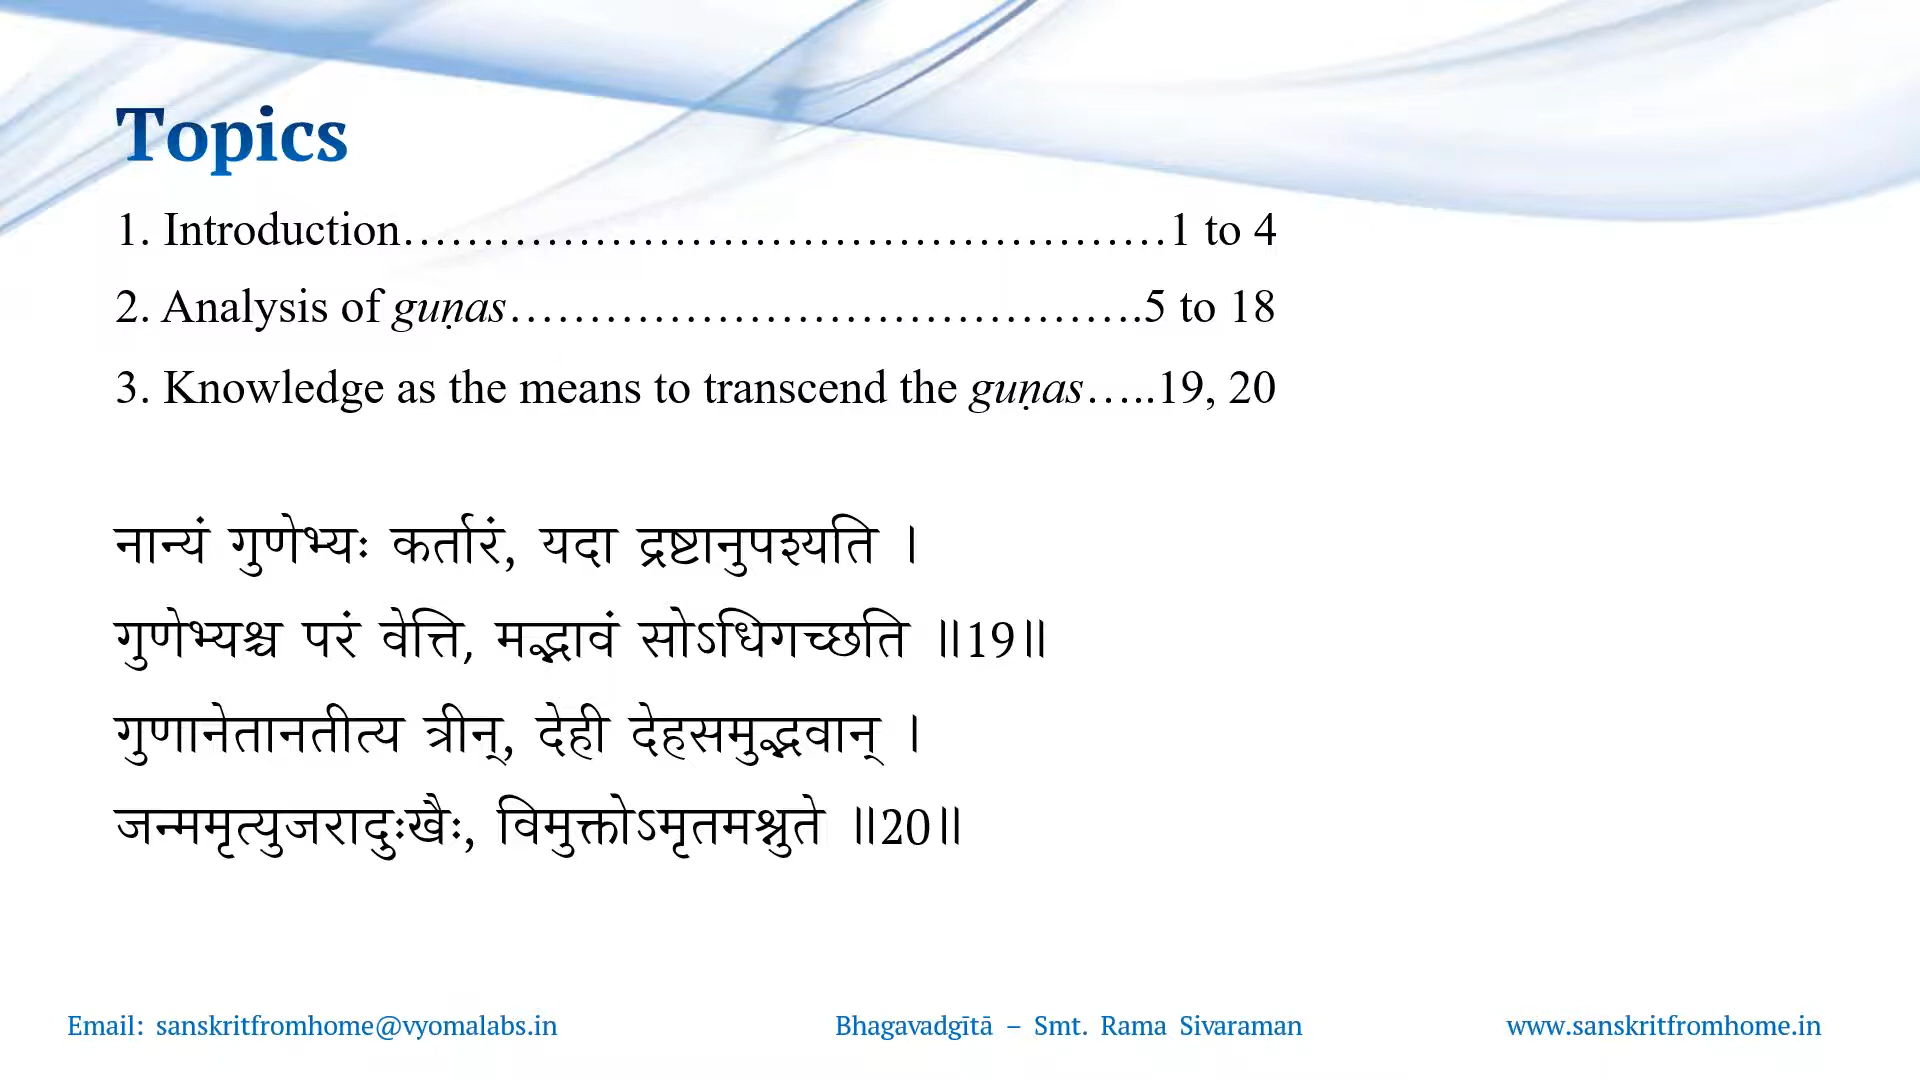 Topics
1. Introduction…………………………………………1 to 4
2. Analysis of guṇas………………………………….5 to 18
3. Knowledge as the means to transcend the guṇas…..19, 20
नान्यं गुणेभ्यः कर्तारं, यदा द्रष्टानुपश्यति ।
गुणेभ्यश्च परं वेत्ति, मद्भावं सोऽधिगच्छति ॥19॥
गुणानेतानतीत्य त्रीन्, देही देहसमुद्भवान् ।
जन्ममृत्युजरादुःखैः, विमुक्तोऽमृतमश्नुते ॥20॥
Email: sanskritfromhome@vyomalabs.in Bhagavadgītā – Smt. Rama Sivaraman www.sanskritfromhome.in